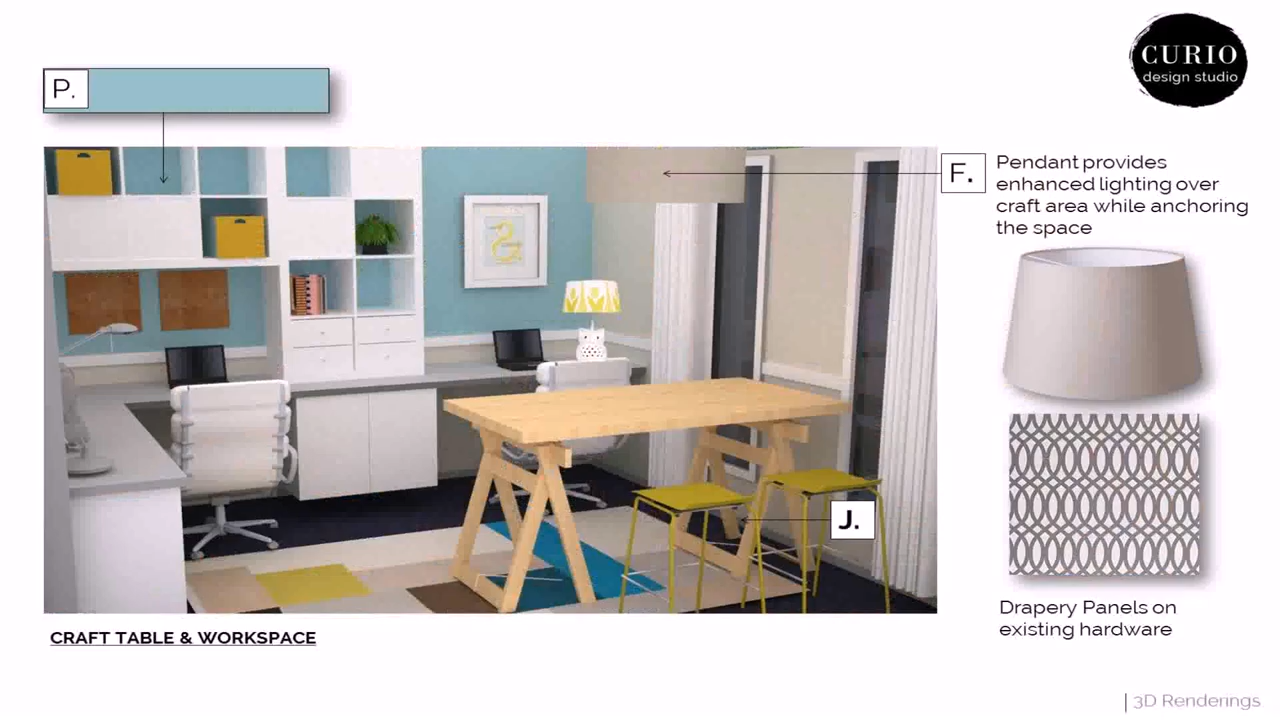 CURIO
design studio
P.
F.
Pendant provides
enhanced lighting over
craft area while anchoring
the space
J.
Drapery Panels on
existing hardware
CRAFT TABLE & WORKSPACE
| 3D Renderings